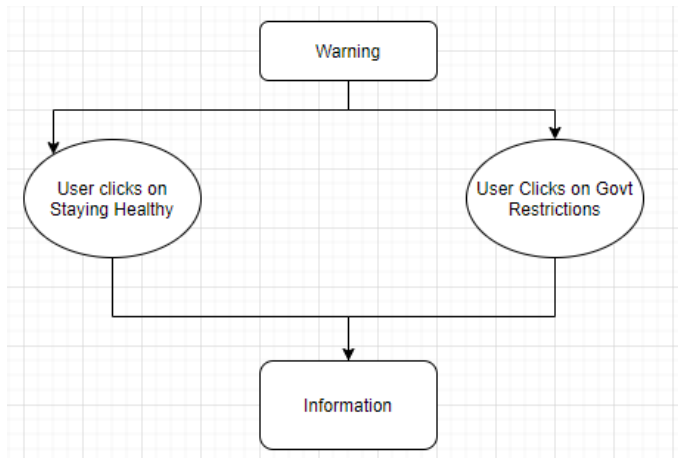 Warning
User clicks on
Staying Healthy
User Clicks on Govt
Restrictions
Information